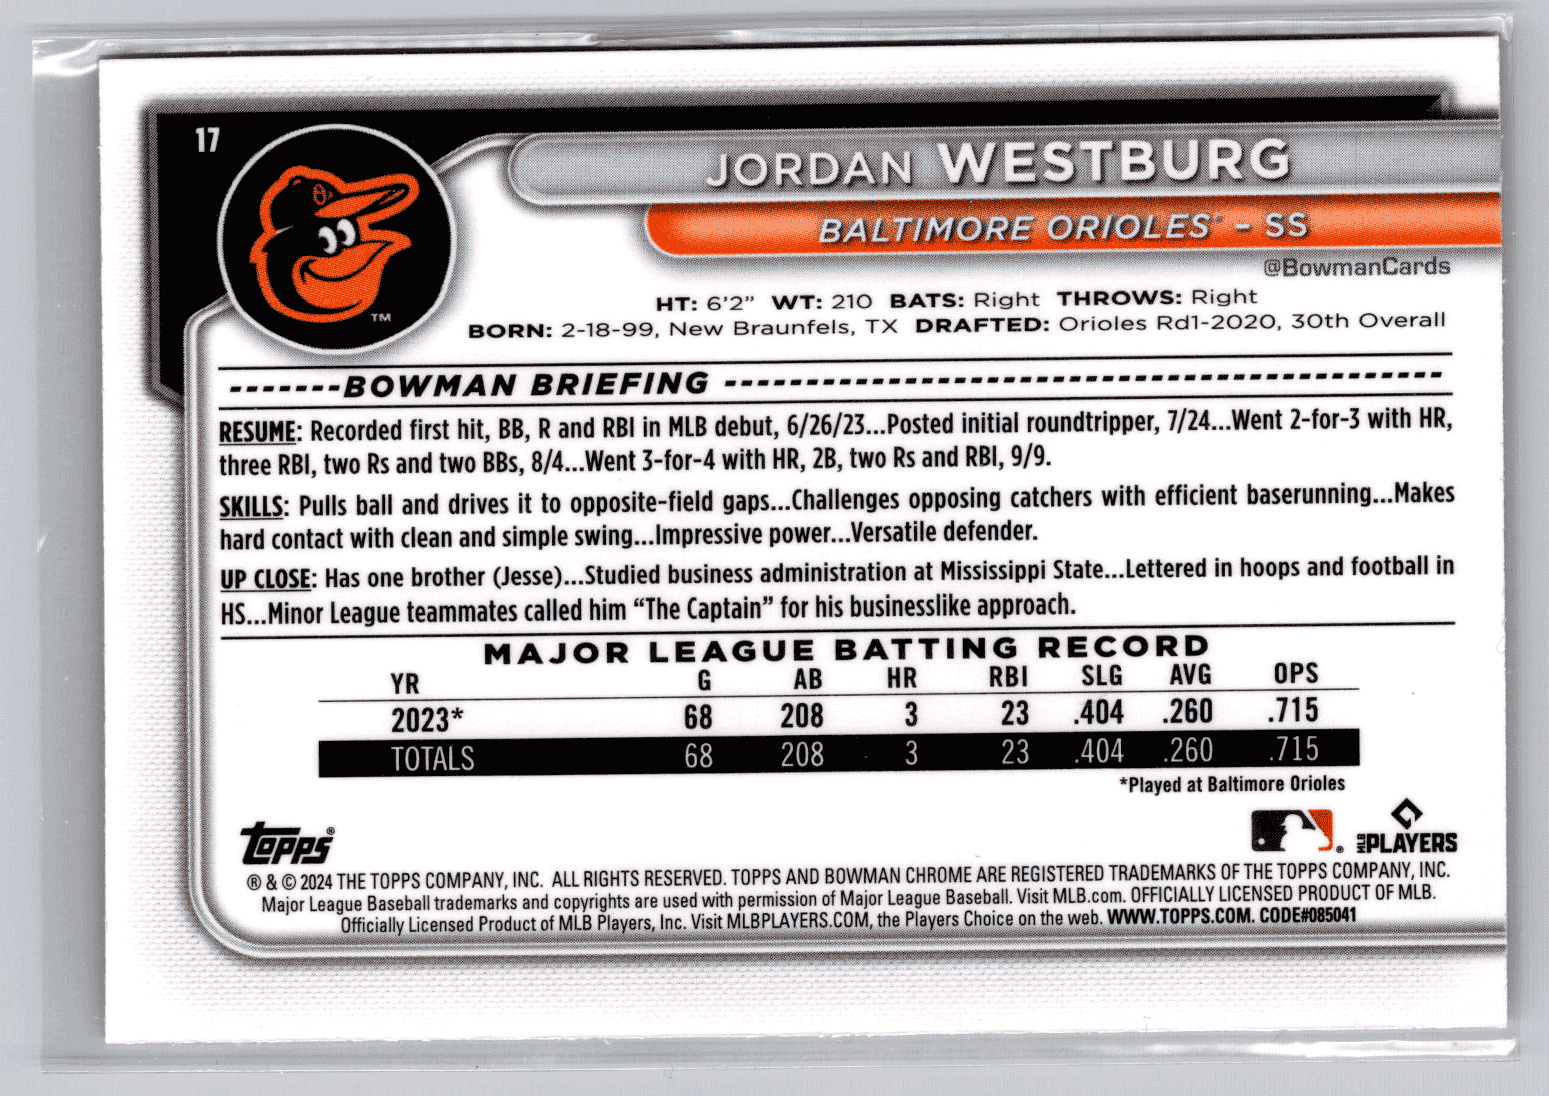 17
JORDAN WESTBURG
BALTIMORE ORIOLES™ - SS
@BowmanCards
HT: 6'2" WT: 210 BATS: Right THROWS: Right
BORN: 2-18-99, New Braunfels, TX DRAFTED: Orioles Rd1-2020, 30th Overall
TM
-------BOWMAN BRIEFING --------------------------------------------
RESUME: Recorded first hit, BB, R and RBI in MLB debut, 6/26/23...Posted initial roundtripper, 7/24...Went 2-for-3 with HR,
three RBI, two Rs and two BBs, 8/4...Went 3-for-4 with HR, 2B, two Rs and RBI, 9/9.
SKILLS: Pulls ball and drives it to opposite-field gaps...Challenges opposing catchers with efficient baserunning...Makes
hard contact with clean and simple swing...Impressive power...Versatile defender.
UP CLOSE: Has one brother (Jesse)...Studied business administration at Mississippi State...Lettered in hoops and football in
HS...Minor League teammates called him “The Captain” for his businesslike approach.
MAJOR LEAGUE BATTING RECORD
YR G AB HR RBI SLG AVG OPS
2023* 68 208 3 23 .404 .260 .715
TOTALS 68 208 3 23 .404 .260 .715
*Played at Baltimore Orioles
Topps®
® MLB PLAYERS
® & © 2024 THE TOPPS COMPANY, INC. ALL RIGHTS RESERVED. TOPPS AND BOWMAN CHROME ARE REGISTERED TRADEMARKS OF THE TOPPS COMPANY, INC.
Major League Baseball trademarks and copyrights are used with permission of Major League Baseball. Visit MLB.com. OFFICIALLY LICENSED PRODUCT OF MLB.
Officially Licensed Product of MLB Players, Inc. Visit MLBPLAYERS.COM, the Players Choice on the web. WWW.TOPPS.COM. CODE#085041